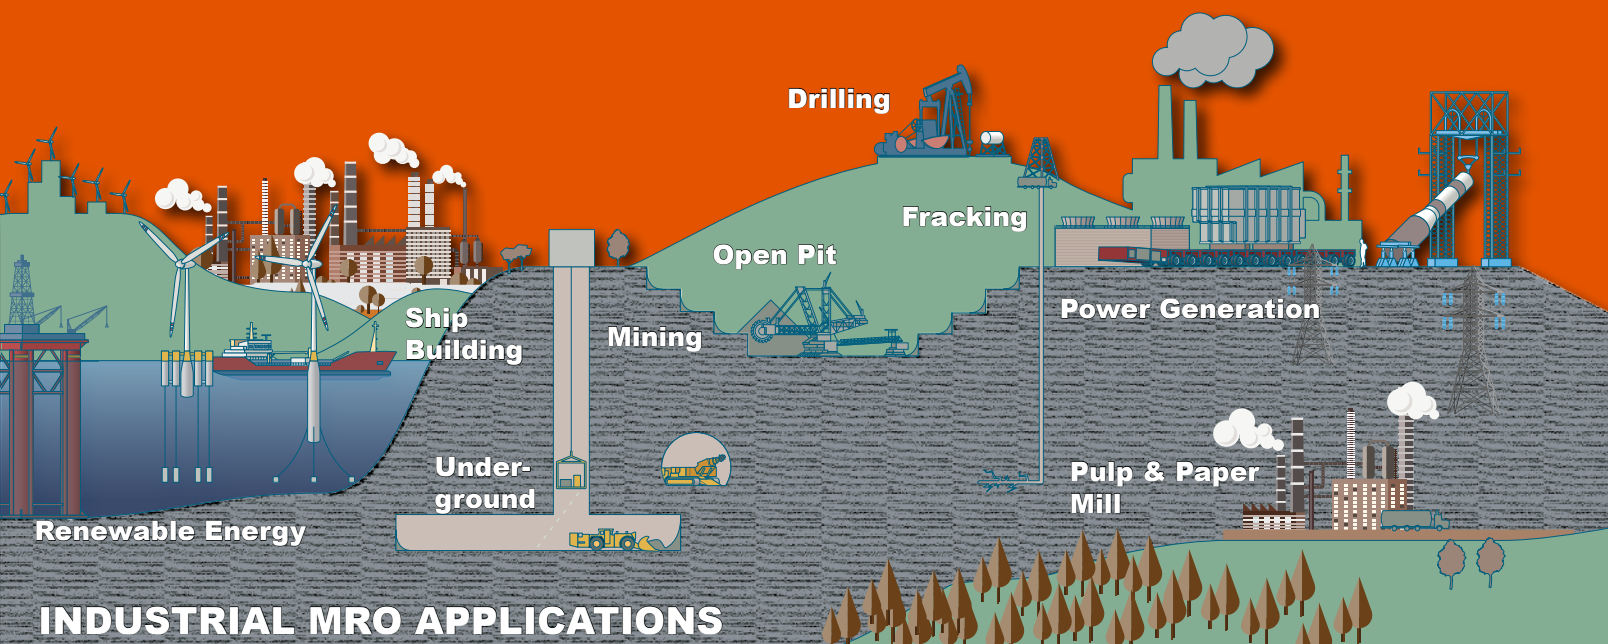 Drilling
Fracking
Open Pit
Power Generation
Ship
Building
Mining
Under-
ground
Pulp & Paper
Mill
Renewable Energy
INDUSTRIAL MRO APPLICATIONS